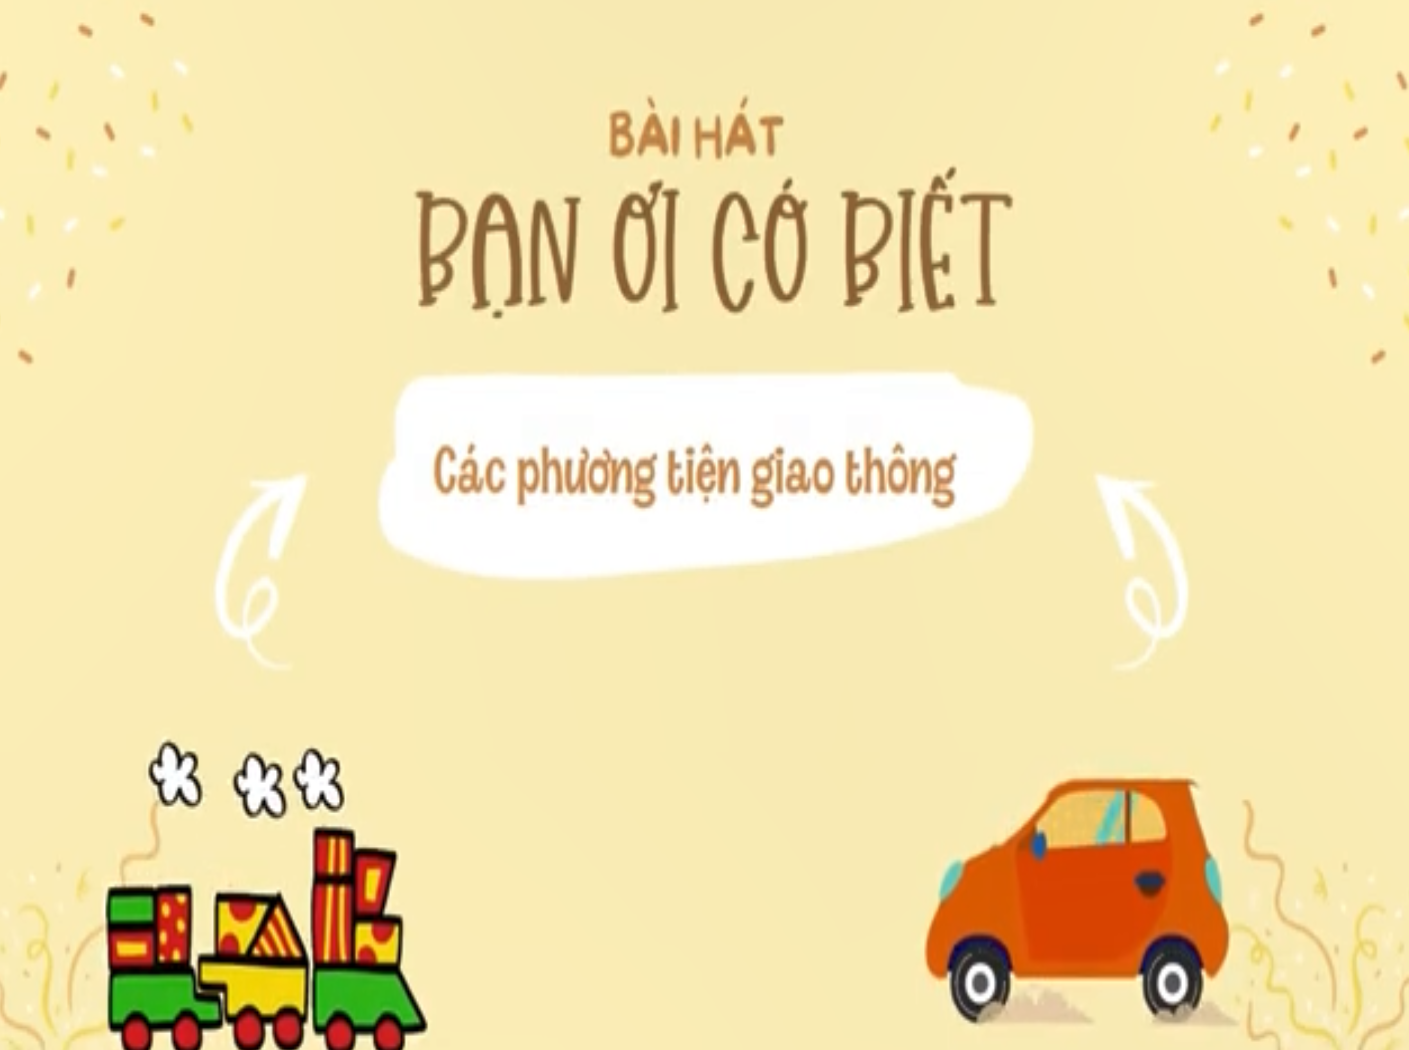 BÀI HÁT
BẠN ƠI CÓ BIẾT
Các phương tiện giao thông